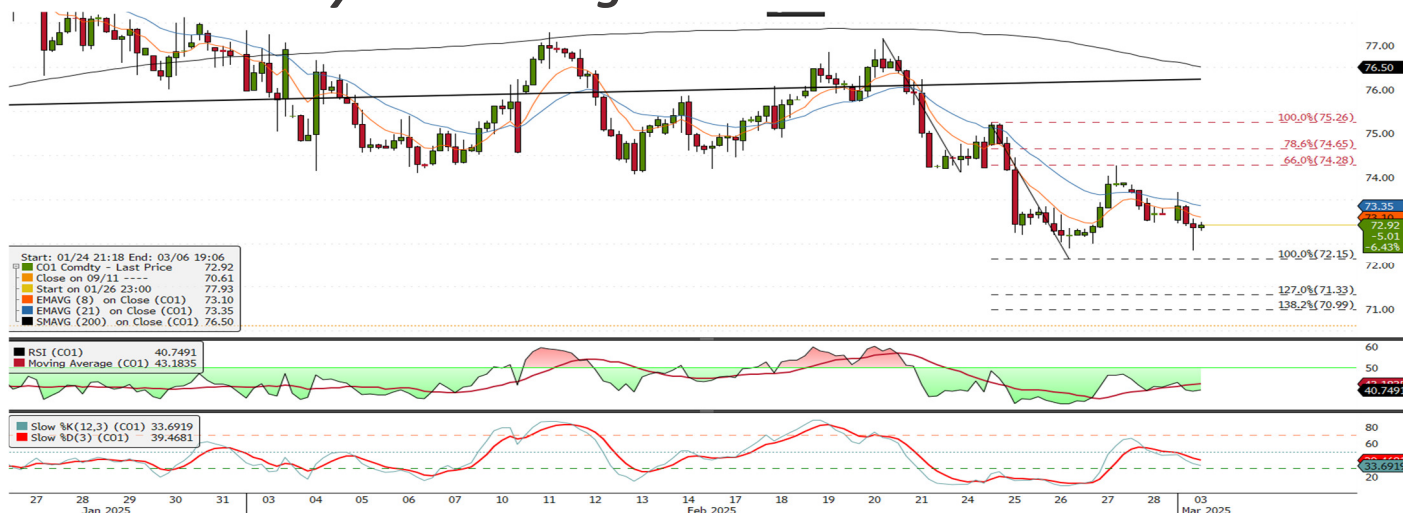 77.00
76.50
76.00
100.0%(75.26)
75.00
78.6%(74.65)
66.0%(74.28)
74.00
73.35
73.10
72.92
-5.01
-6.43%
100.0%(72.15)
72.00
127.0%(71.33)
138.2%(70.99)
71.00
Start: 01/24 21:18 End: 03/06 19:06
CO1 Comdty - Last Price 72.92
Close on 09/11 ---- 70.61
Start on 01/26 23:00 77.93
EMAVG (8) on Close (CO1) 73.10
EMAVG (21) on Close (CO1) 73.35
SMAVG (200) on Close (CO1) 76.50
RSI (CO1) 40.7491
Moving Average (CO1) 43.1835
60
50
40.7491
Slow %K(12,3) (CO1) 33.6919
Slow %D(3) (CO1) 39.4681
80
60
33.6919
20
27 28 29 30 31 03 04 05 06 07 10 11 12 13 14 17 18 19 20 21 24 25 26 27 28 03
Jan 2025 Feb 2025 Mar 2025